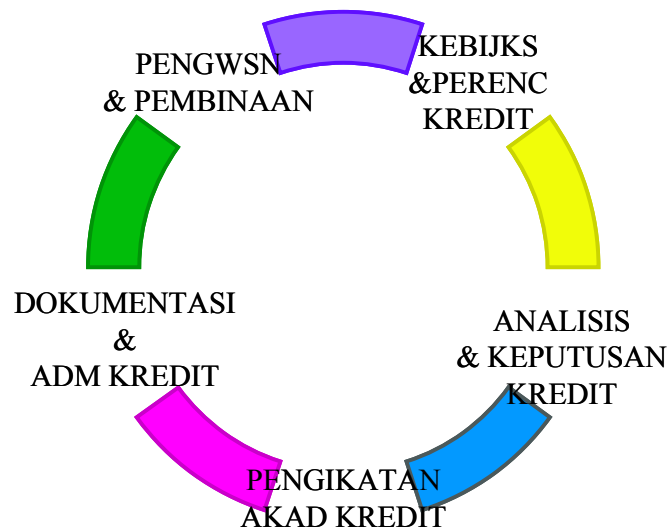 PENGWSN
& PEMBINAAN
KEBIJKS
&PERENC
KREDIT
ANALISIS
& KEPUTUSAN
KREDIT
PENGIKATAN
AKAD KREDIT
DOKUMENTASI
&
ADM KREDIT